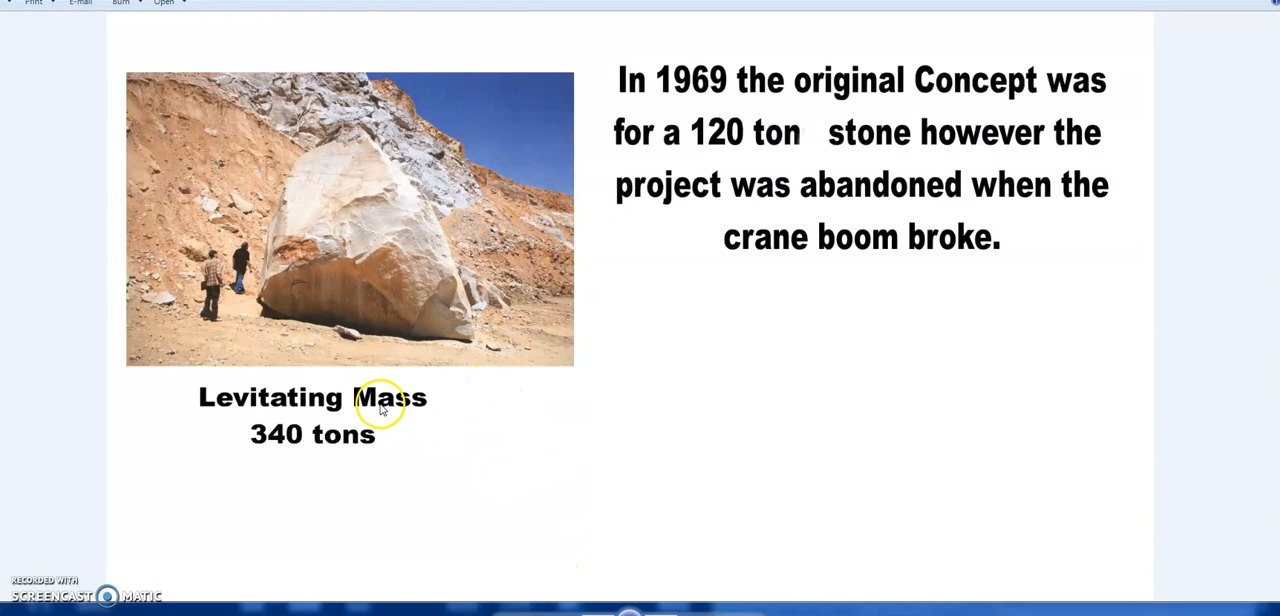 Print E-mail Burn Open
In 1969 the original Concept was
for a 120 ton stone however the
project was abandoned when the
crane boom broke.
Levitating Mass
340 tons
RECORDED WITH
SCREENCAST MATIC